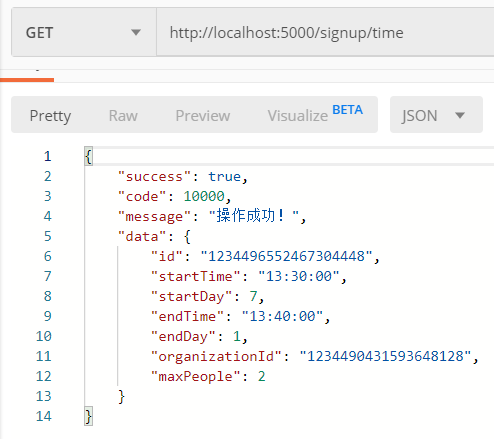 GET http://localhost:5000/signup/time
Pretty Raw Preview Visualize BETA JSON
1 {
2 "success": true,
3 "code": 10000,
4 "message": "操作成功！",
5 "data": {
6 "id": "1234496552467304448",
7 "startTime": "13:30:00",
8 "startDay": 7,
9 "endTime": "13:40:00",
10 "endDay": 1,
11 "organizationId": "1234490431593648128",
12 "maxPeople": 2
13 }
14 }